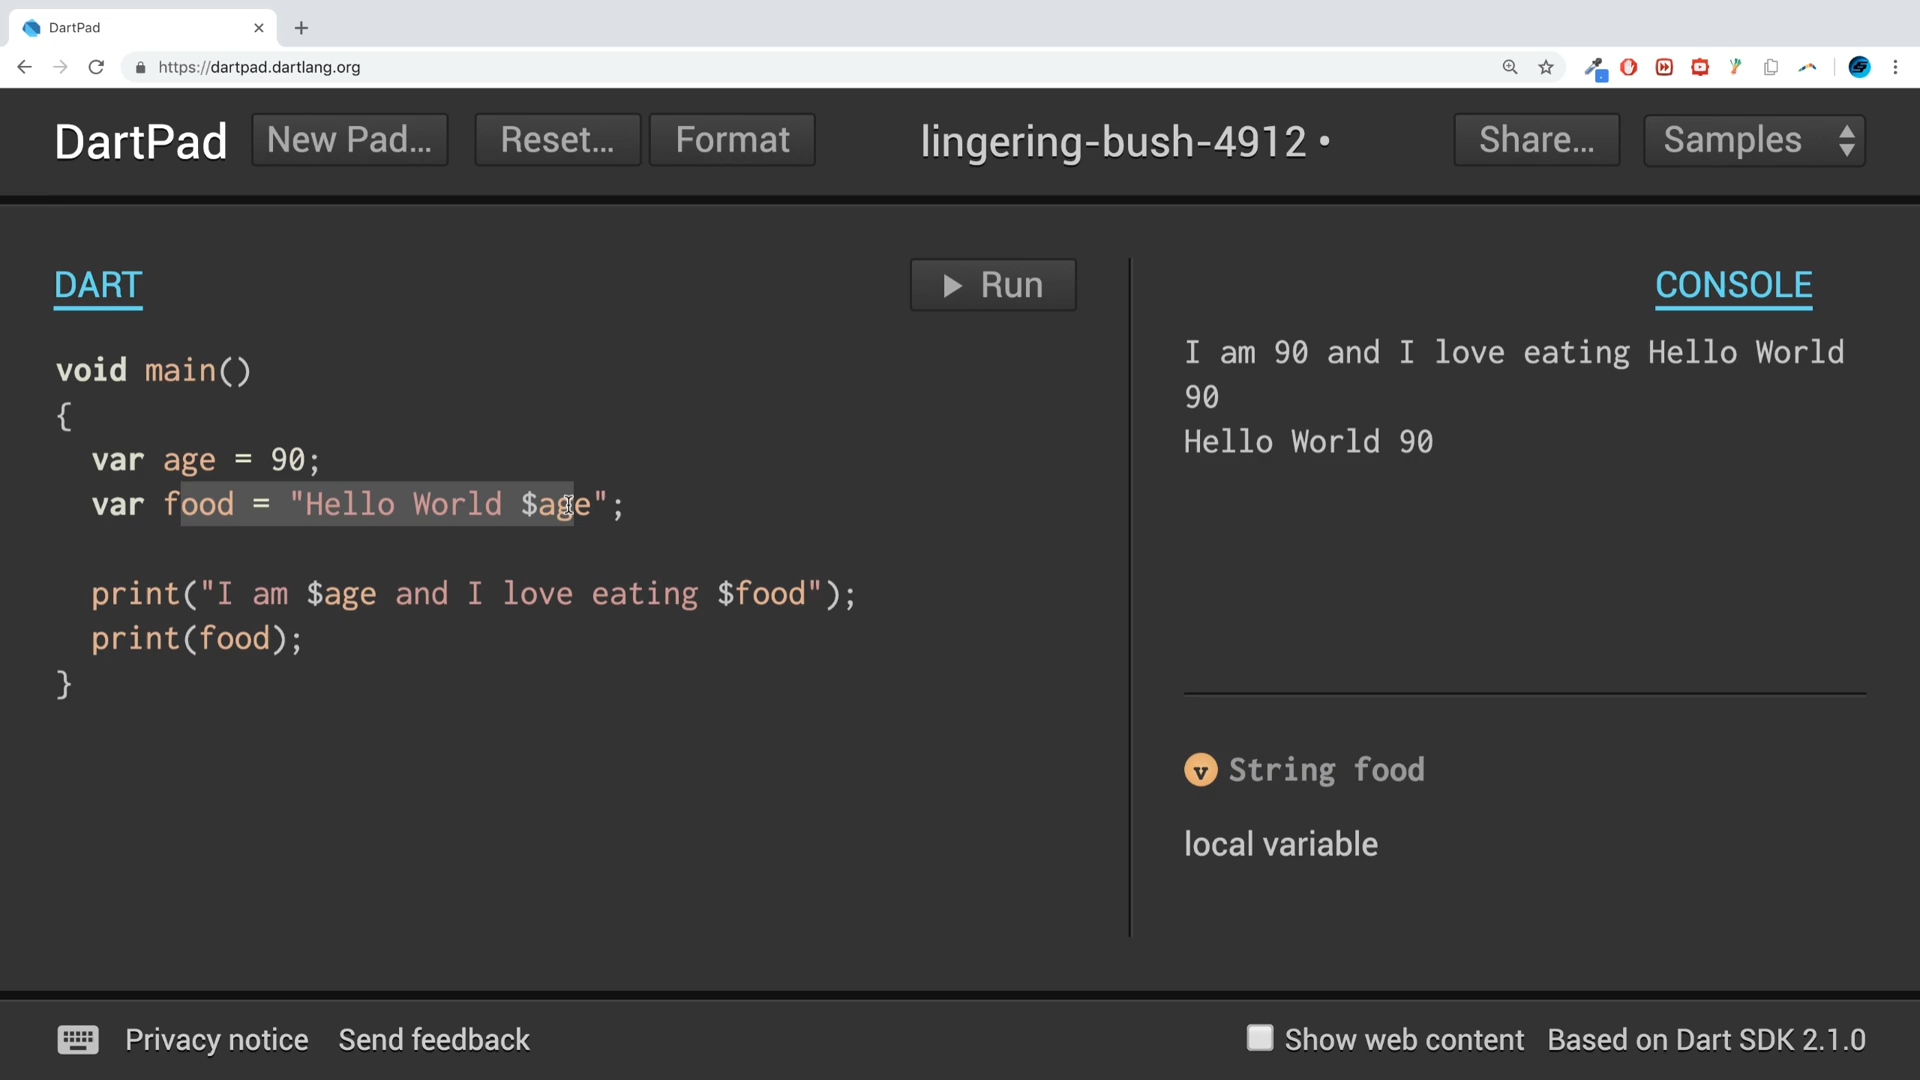 DartPad
https://dartpad.dartlang.org
DartPad New Pad... Reset... Format lingering-bush-4912 • Share... Samples
DART Run CONSOLE
void main()
{
  var age = 90;
  var food = "Hello World $age";
  print("I am $age and I love eating $food");
  print(food);
}
I am 90 and I love eating Hello World
90
Hello World 90
v String food
local variable
Privacy notice Send feedback Show web content Based on Dart SDK 2.1.0